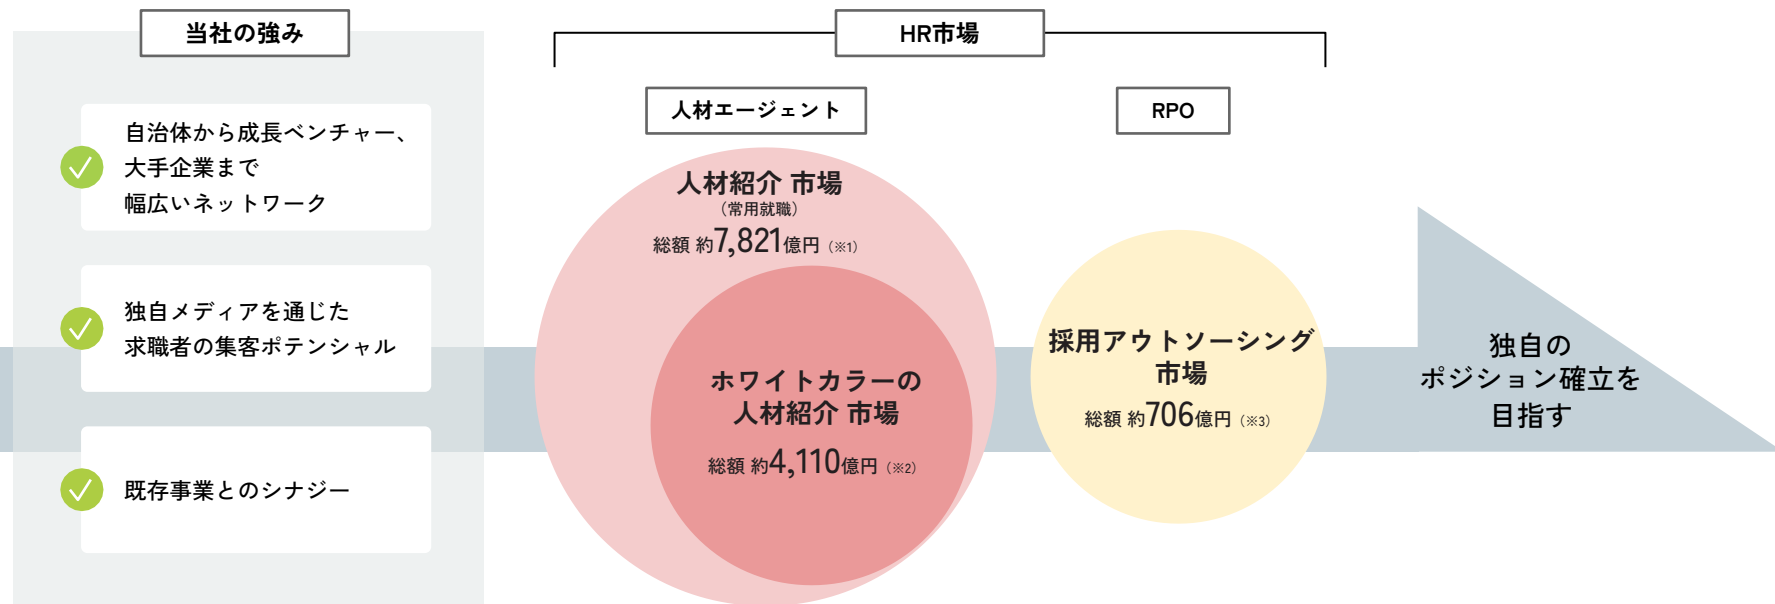 当社の強み
自治体から成長ベンチャー、
大手企業まで
幅広いネットワーク
独自メディアを通じた
求職者の集客ポテンシャル
既存事業とのシナジー
HR市場
人材エージェント
人材紹介 市場
（常用就職）
総額 約7,821億円（※1）
ホワイトカラーの
人材紹介 市場
総額 約4,110億円（※2）
RPO
採用アウトソーシング
市場
総額 約706億円（※3）
独自の
ポジション確立を
目指す